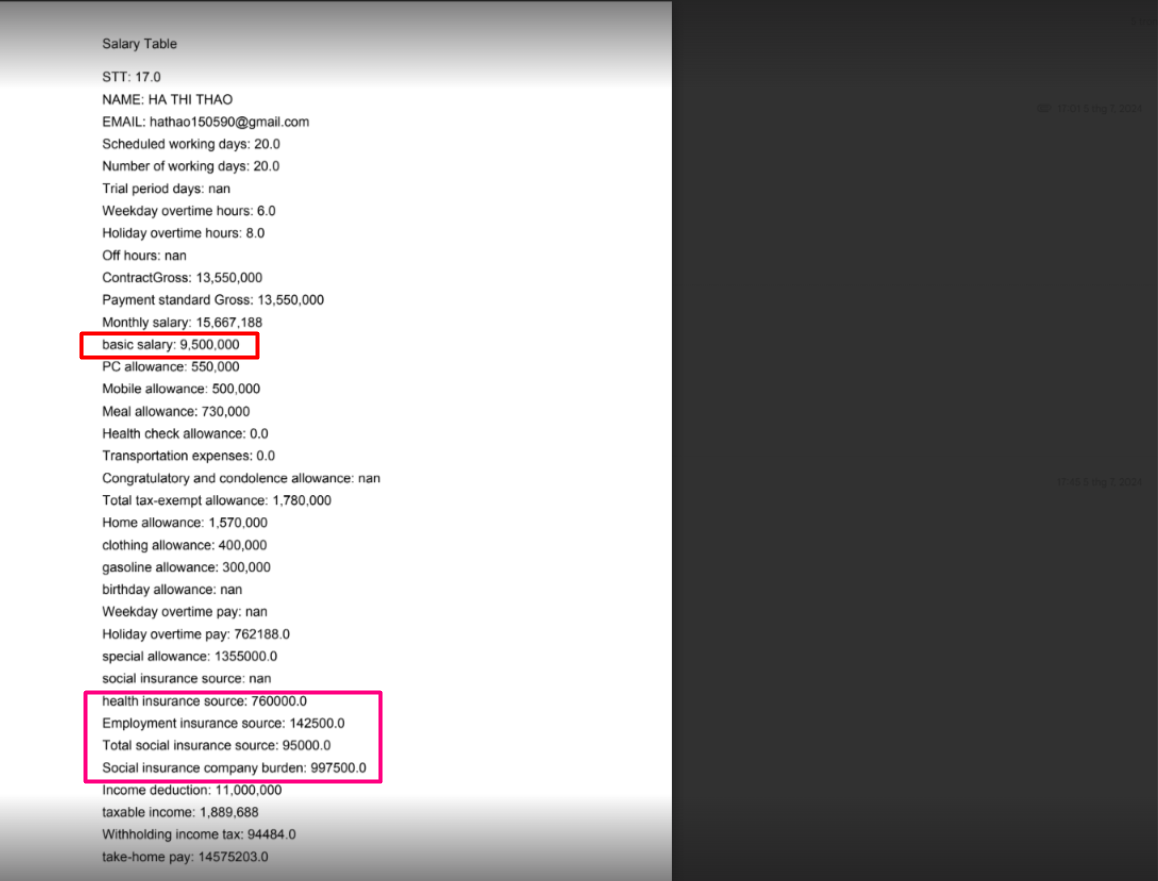 Salary Table
STT: 17.0
NAME: HA THI THAO
EMAIL: hathao150590@gmail.com
Scheduled working days: 20.0
Number of working days: 20.0
Trial period days: nan
Weekday overtime hours: 6.0
Holiday overtime hours: 8.0
Off hours: nan
ContractGross: 13,550,000
Payment standard Gross: 13,550,000
Monthly salary: 15,667,188
basic salary: 9,500,000
PC allowance: 550,000
Mobile allowance: 500,000
Meal allowance: 730,000
Health check allowance: 0.0
Transportation expenses: 0.0
Congratulatory and condolence allowance: nan
Total tax-exempt allowance: 1,780,000
Home allowance: 1,570,000
clothing allowance: 400,000
gasoline allowance: 300,000
birthday allowance: nan
Weekday overtime pay: nan
Holiday overtime pay: 762188.0
special allowance: 1355000.0
social insurance source: nan
health insurance source: 760000.0
Employment insurance source: 142500.0
Total social insurance source: 95000.0
Social insurance company burden: 997500.0
Income deduction: 11,000,000
taxable income: 1,889,688
Withholding income tax: 94484.0
take-home pay: 14575203.0